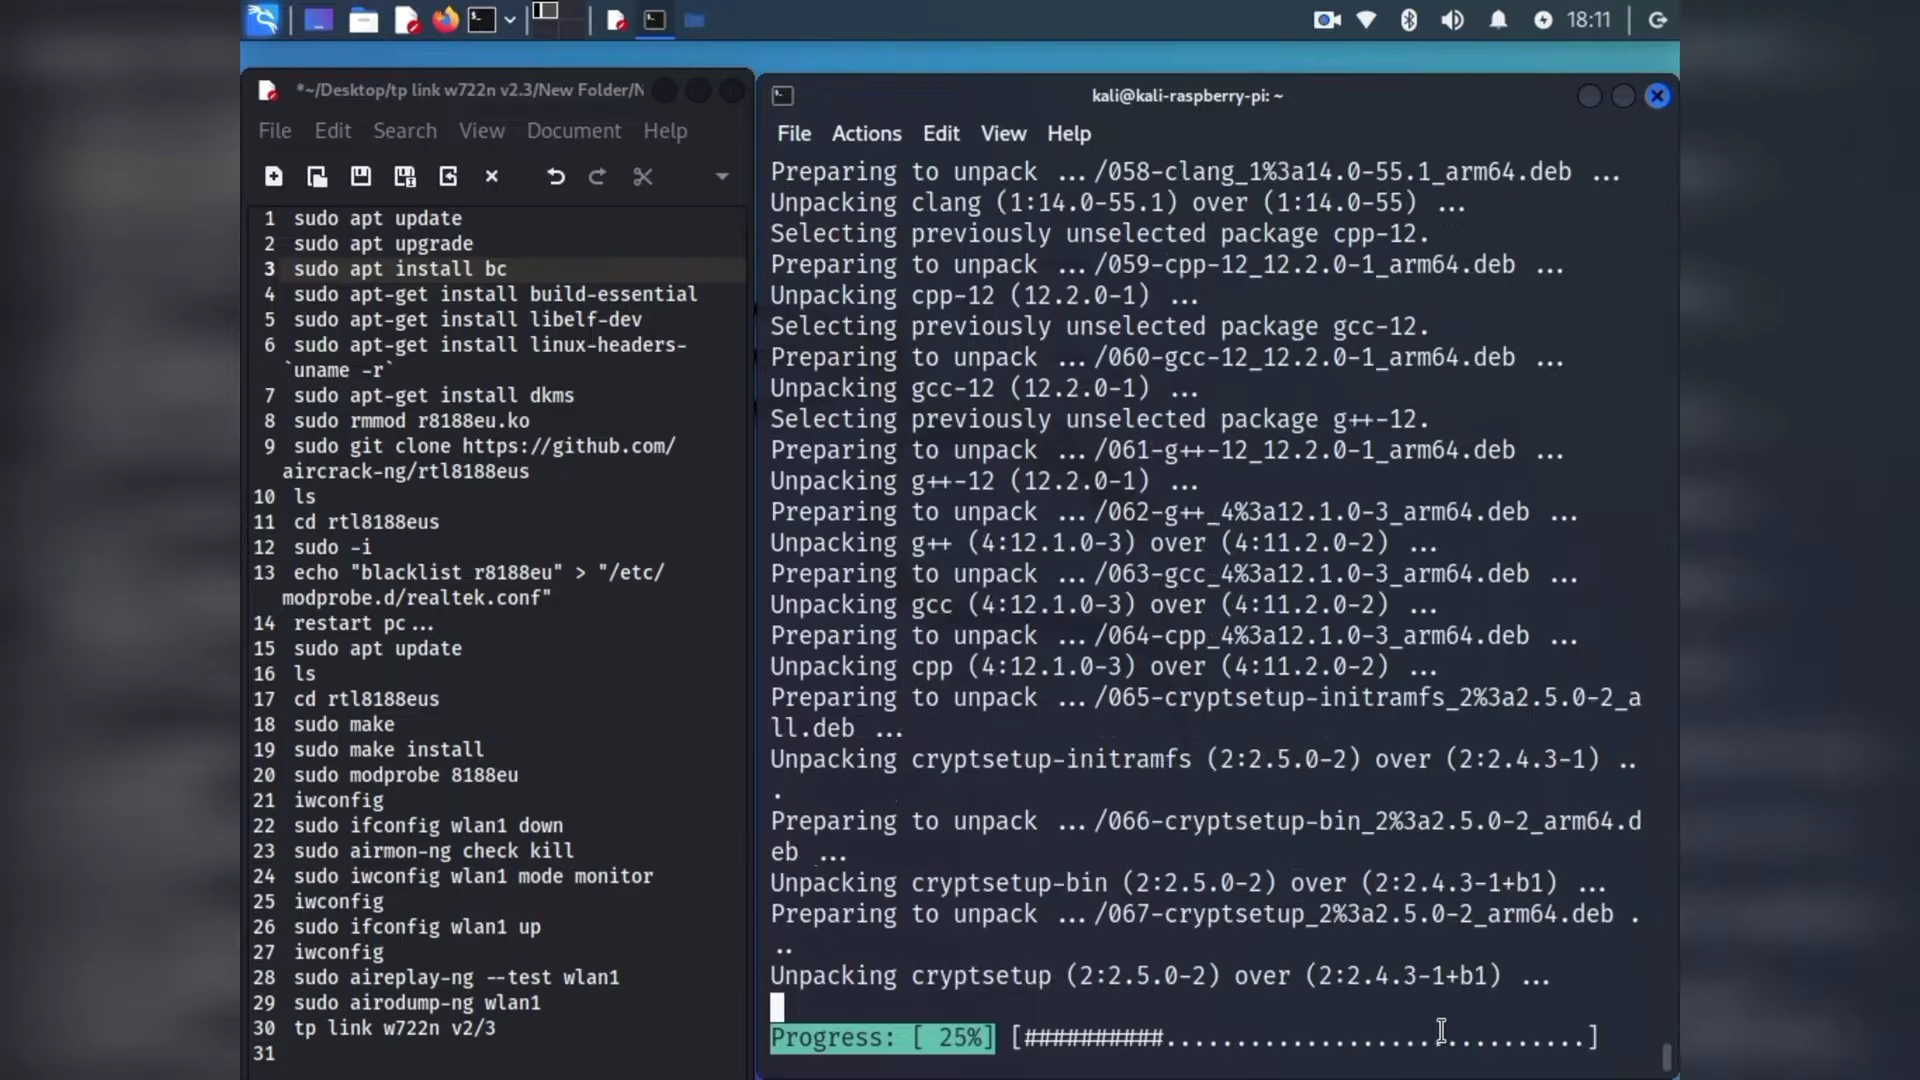 18:11
*~/Desktop/tp link w722n v2.3/New Folder/N
File Edit Search View Document Help
1 sudo apt update
2 sudo apt upgrade
3 sudo apt install bc
4 sudo apt-get install build-essential
5 sudo apt-get install libelf-dev
6 sudo apt-get install linux-headers-
`uname -r`
7 sudo apt-get install dkms
8 sudo rmmod r8188eu.ko
9 sudo git clone https://github.com/
aircrack-ng/rtl8188eus
10 ls
11 cd rtl8188eus
12 sudo -i
13 echo "blacklist r8188eu" > "/etc/
modprobe.d/realtek.conf"
14 restart pc...
15 sudo apt update
16 ls
17 cd rtl8188eus
18 sudo make
19 sudo make install
20 sudo modprobe 8188eu
21 iwconfig
22 sudo ifconfig wlan1 down
23 sudo airmon-ng check kill
24 sudo iwconfig wlan1 mode monitor
25 iwconfig
26 sudo ifconfig wlan1 up
27 iwconfig
28 sudo aireplay-ng --test wlan1
29 sudo airodump-ng wlan1
30 tp link w722n v2/3
31
kali@kali-raspberry-pi: ~
File Actions Edit View Help
Preparing to unpack .../058-clang_1%3a14.0-55.1_arm64.deb ...
Unpacking clang (1:14.0-55.1) over (1:14.0-55) ...
Selecting previously unselected package cpp-12.
Preparing to unpack .../059-cpp-12_12.2.0-1_arm64.deb ...
Unpacking cpp-12 (12.2.0-1) ...
Selecting previously unselected package gcc-12.
Preparing to unpack .../060-gcc-12_12.2.0-1_arm64.deb ...
Unpacking gcc-12 (12.2.0-1) ...
Selecting previously unselected package g++-12.
Preparing to unpack .../061-g++-12_12.2.0-1_arm64.deb ...
Unpacking g++-12 (12.2.0-1) ...
Preparing to unpack .../062-g++_4%3a12.1.0-3_arm64.deb ...
Unpacking g++ (4:12.1.0-3) over (4:11.2.0-2) ...
Preparing to unpack .../063-gcc_4%3a12.1.0-3_arm64.deb ...
Unpacking gcc (4:12.1.0-3) over (4:11.2.0-2) ...
Preparing to unpack .../064-cpp_4%3a12.1.0-3_arm64.deb ...
Unpacking cpp (4:12.1.0-3) over (4:11.2.0-2) ...
Preparing to unpack .../065-cryptsetup-initramfs_2%3a2.5.0-2_a
ll.deb ...
Unpacking cryptsetup-initramfs (2:2.5.0-2) over (2:2.4.3-1) ..
.
Preparing to unpack .../066-cryptsetup-bin_2%3a2.5.0-2_arm64.d
eb ...
Unpacking cryptsetup-bin (2:2.5.0-2) over (2:2.4.3-1+b1) ...
Preparing to unpack .../067-cryptsetup_2%3a2.5.0-2_arm64.deb .
..
Unpacking cryptsetup (2:2.5.0-2) over (2:2.4.3-1+b1) ...
Progress: [ 25%] [##########..............................]